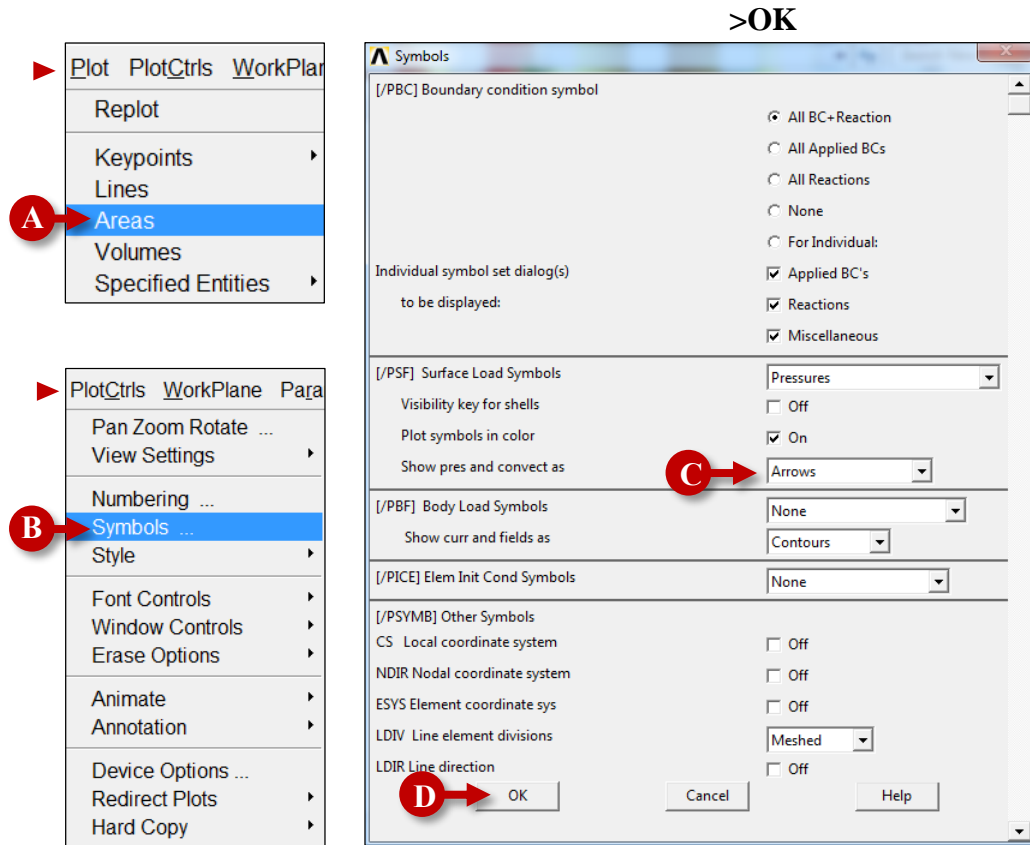 >OK
Plot PlotCtrls WorkPlar
Replot
Keypoints
Lines
A
Areas
Volumes
Specified Entities
PlotCtrls WorkPlane Para
Pan Zoom Rotate ...
View Settings
Numbering ...
B
Symbols ...
Style
Font Controls
Window Controls
Erase Options
Animate
Annotation
Device Options ...
Redirect Plots
Hard Copy
Symbols
[/PBC] Boundary condition symbol
All BC+Reaction
All Applied BCs
All Reactions
None
For Individual:
Individual symbol set dialog(s) Applied BC's
to be displayed: Reactions
Miscellaneous
[/PSF] Surface Load Symbols Pressures
Visibility key for shells Off
Plot symbols in color On
Show pres and convect as C Arrows
[/PBF] Body Load Symbols None
Show curr and fields as Contours
[/PICE] Elem Init Cond Symbols None
[/PSYMB] Other Symbols
CS Local coordinate system Off
NDIR Nodal coordinate system Off
ESYS Element coordinate sys Off
LDIV Line element divisions Meshed
LDIR Line direction Off
D OK Cancel Help